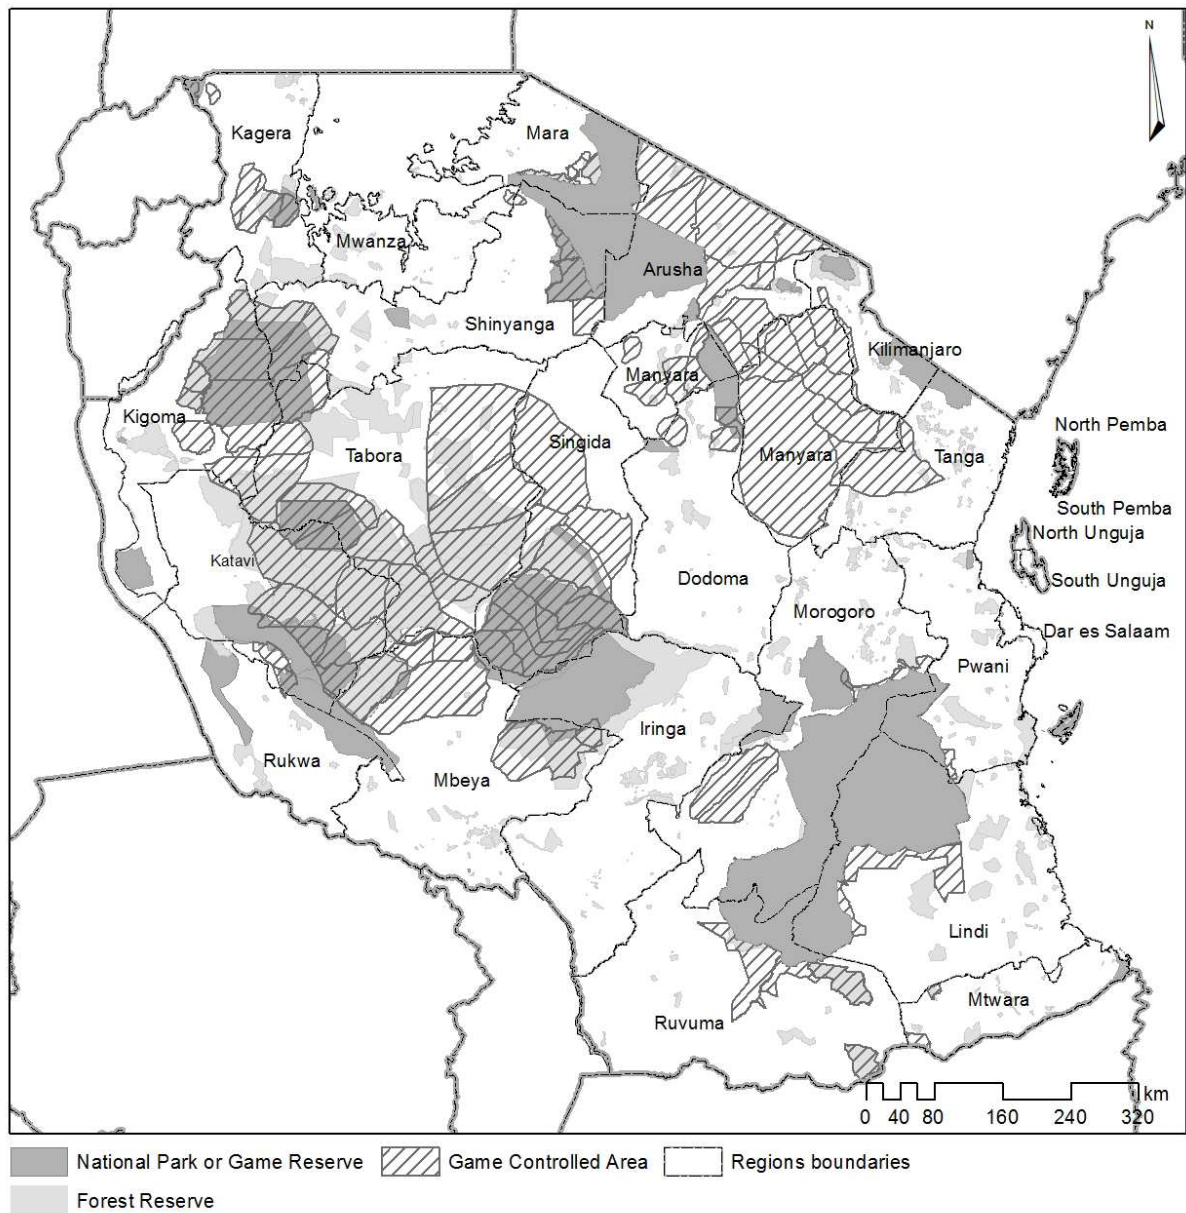 N
Kagera
Mara
Mwanza
Arusha
Shinyanga
Kilimanjaro
Manyara
Kigoma
North Pemba
Singida
Tabora
Manyara
Tanga
South Pemba
North Unguja
Katavi
Dodoma
South Unguja
Morogoro
Dar es Salaam
Pwani
Iringa
Rukwa
Mbeya
Lindi
Mtwara
Ruvuma
km
0 40 80 160 240 320
National Park or Game Reserve
Game Controlled Area
Regions boundaries
Forest Reserve